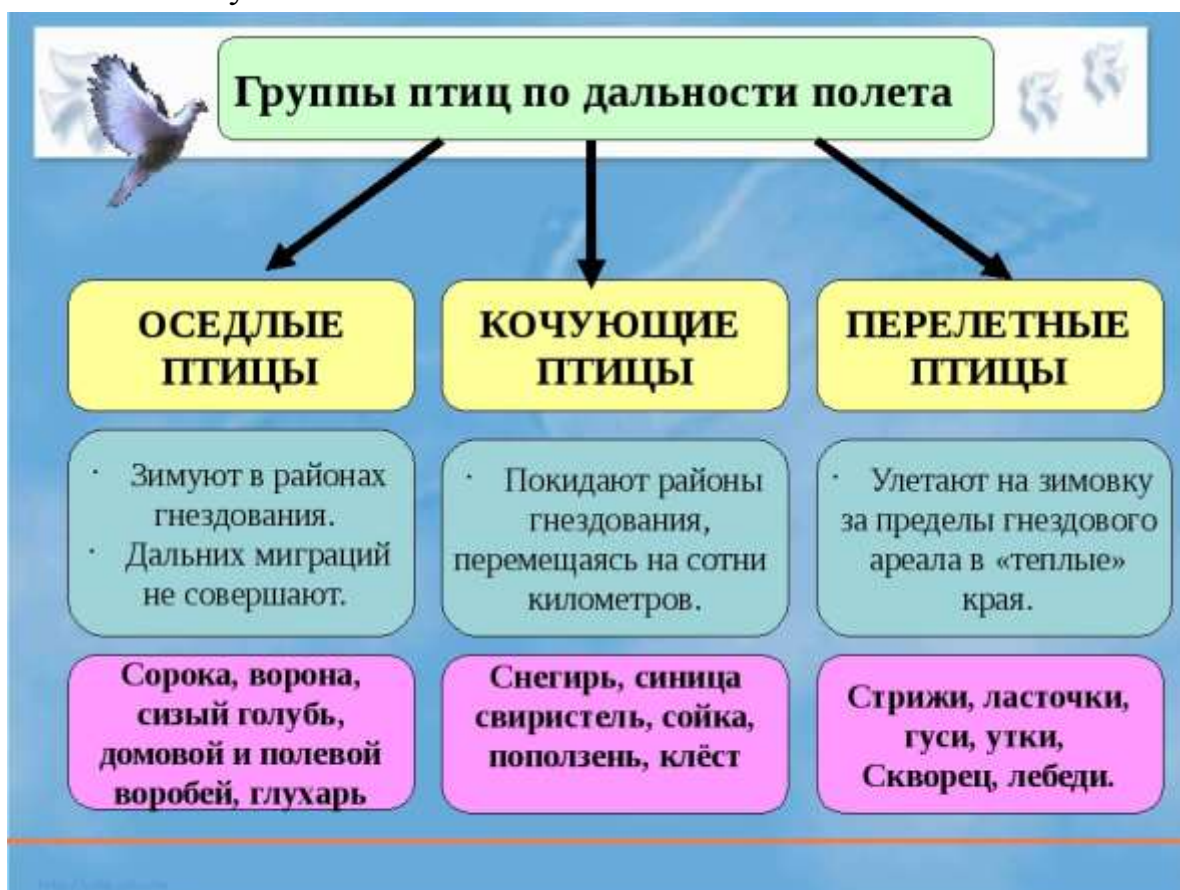 Группы птиц по дальности полета
ОСЕДЛЫЕ
ПТИЦЫ
КОЧУЮЩИЕ
ПТИЦЫ
ПЕРЕЛЕТНЫЕ
ПТИЦЫ
· Зимуют в районах
гнездования.
· Дальних миграций
не совершают.
· Покидают районы
гнездования,
перемещаясь на сотни
километров.
· Улетают на зимовку
за пределы гнездового
ареала в «теплые»
края.
Сорока, ворона,
сизый голубь,
домовой и полевой
воробей, глухарь
Снегирь, синица
свиристель, сойка,
поползень, клёст
Стрижи, ласточки,
гуси, утки,
Скворец, лебеди.